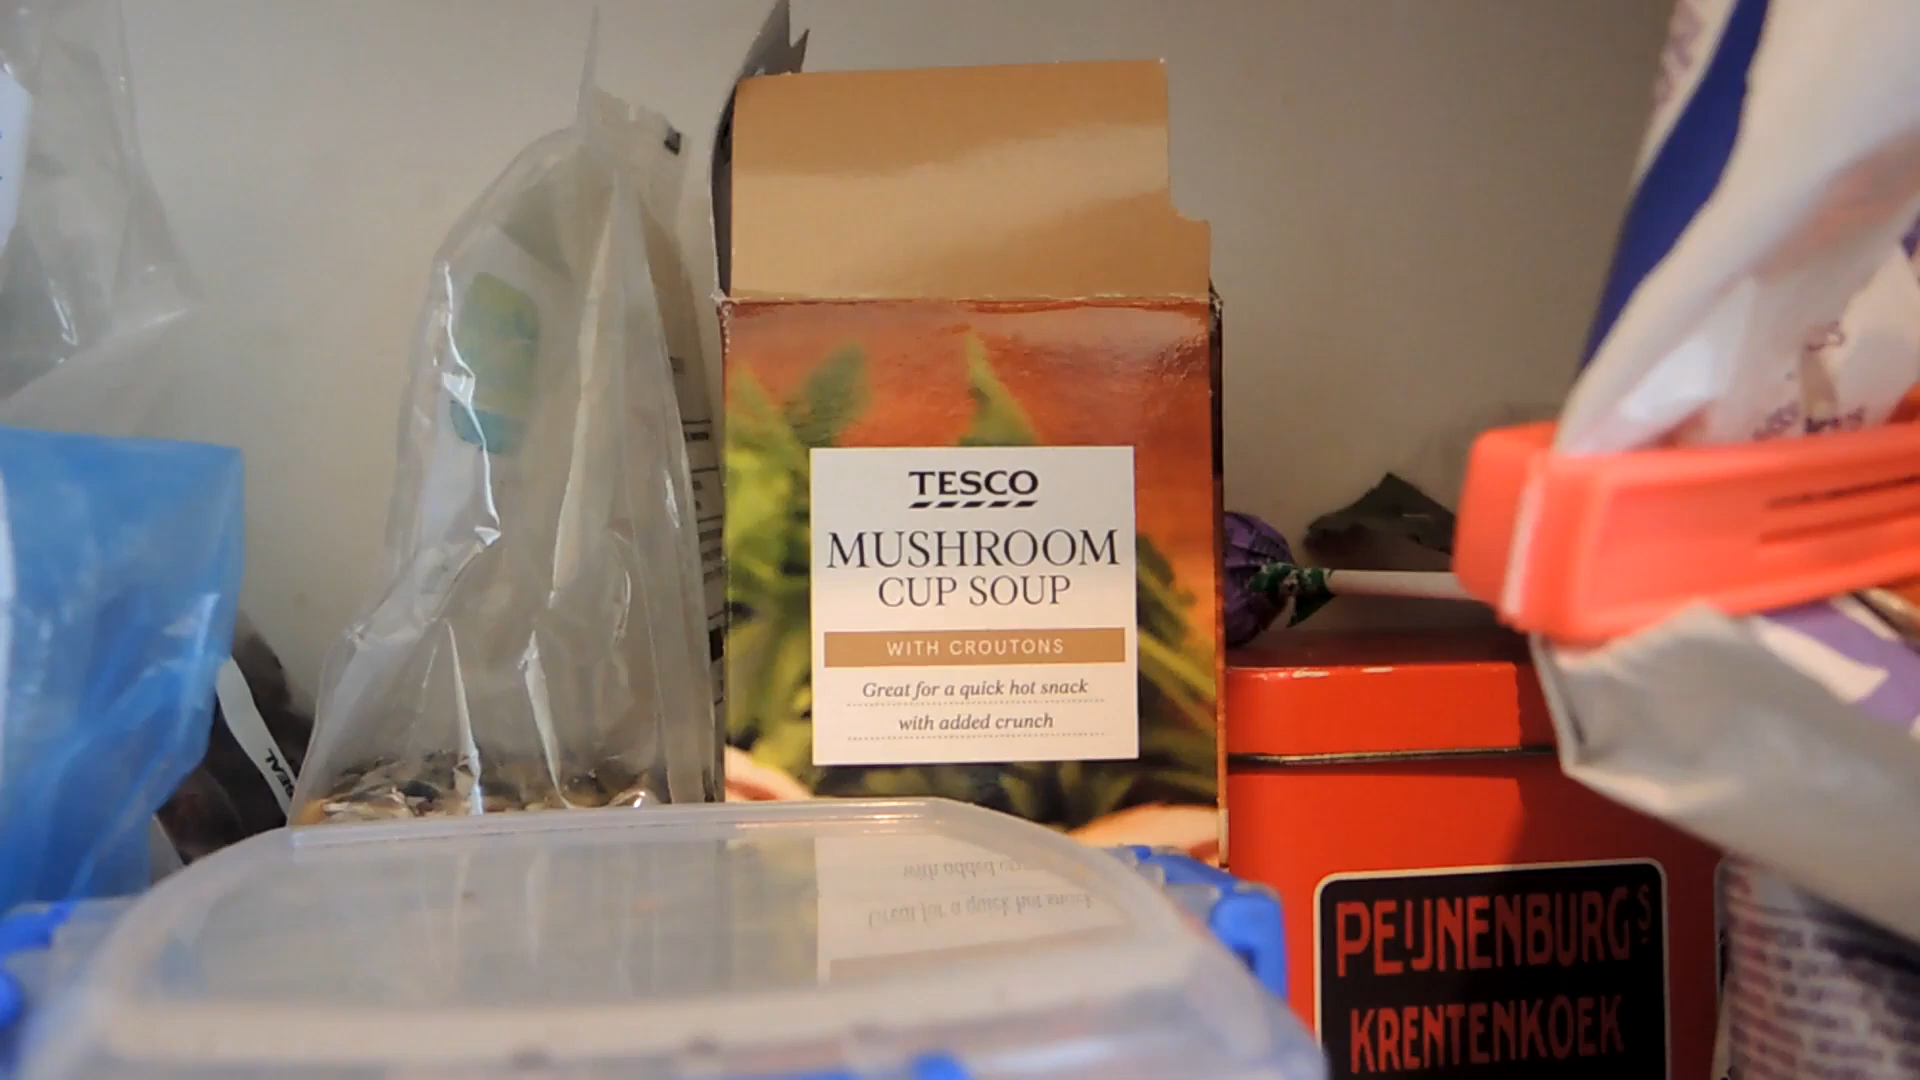 TESCO
MUSHROOM
CUP SOUP
WITH CROUTONS
Great for a quick hot snack
with added crunch
PEIJNENBURG'S
KRENTENKOEK